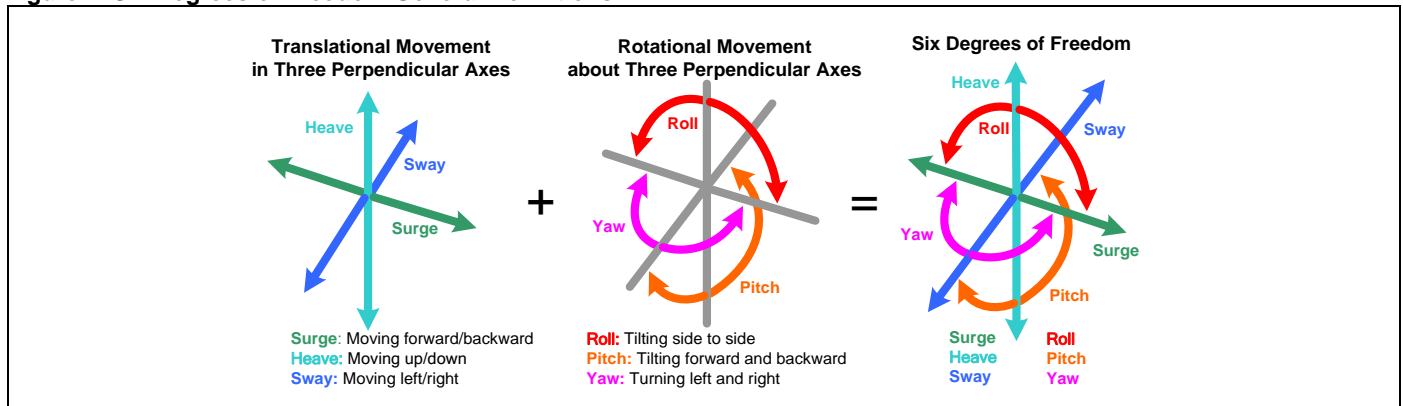 Translational Movement
in Three Perpendicular Axes
Heave
Sway
Surge
Surge: Moving forward/backward
Heave: Moving up/down
Sway: Moving left/right
+
Rotational Movement
about Three Perpendicular Axes
Roll
Yaw
Pitch
Roll: Tilting side to side
Pitch: Tilting forward and backward
Yaw: Turning left and right
=
Six Degrees of Freedom
Heave
Sway
Roll
Yaw
Surge
Pitch
Surge Roll
Heave Pitch
Sway Yaw